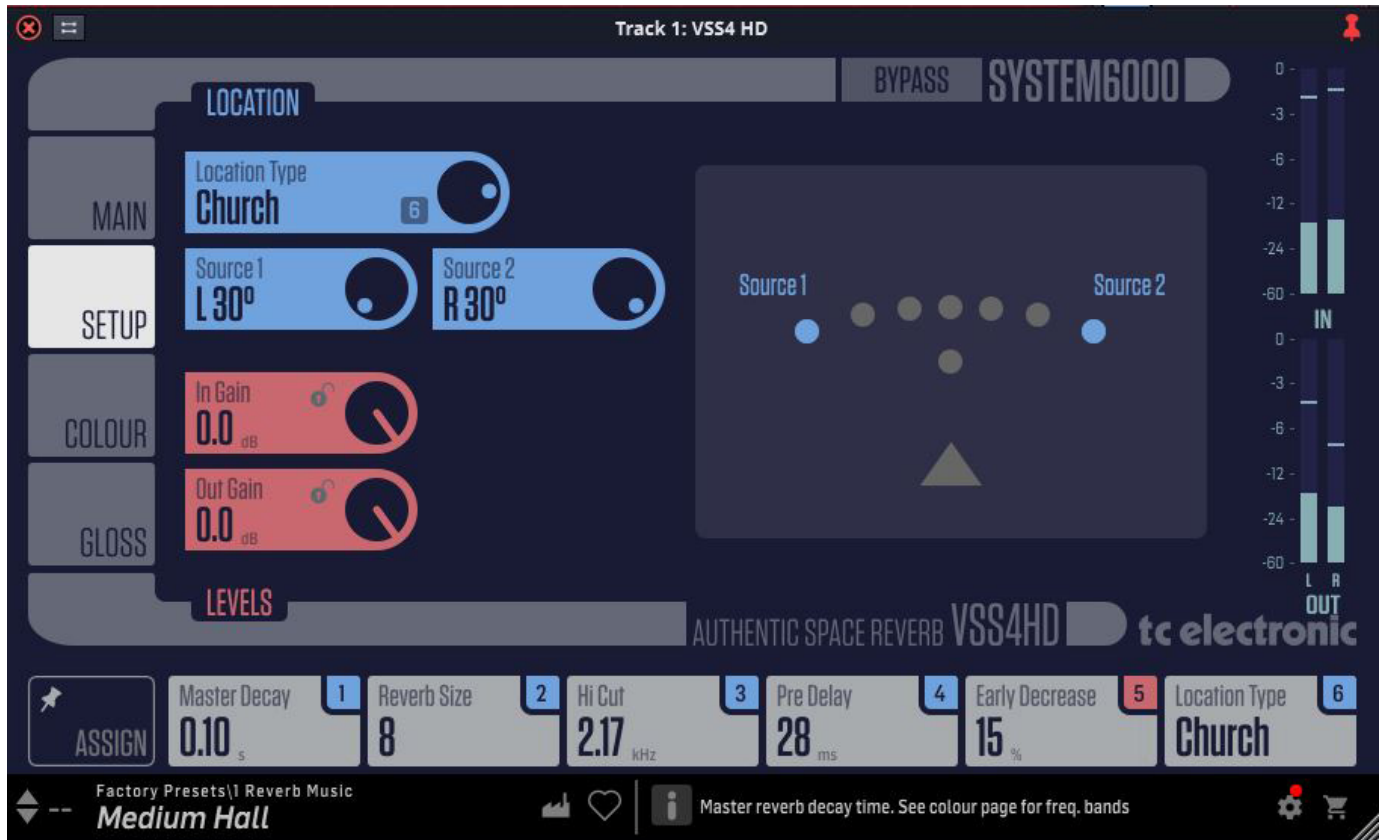 Track 1: VSS4 HD
BYPASS
SYSTEM6000
LOCATION
MAIN
SETUP
COLOUR
GLOSS
Location Type
Church
6
Source 1
L 30º
Source 2
R 30º
In Gain
0.0 dB
Out Gain
0.0 dB
LEVELS
Source 1
Source 2
0 -
-3 -
-6 -
-12 -
-24 -
-60 -
IN
0 -
-3 -
-6 -
-12 -
-24 -
-60 -
L R
OUT
AUTHENTIC SPACE REVERB VSS4HD
tc electronic
ASSIGN
Master Decay 1
0.10 s
Reverb Size 2
8
Hi Cut 3
2.17 kHz
Pre Delay 4
28 ms
Early Decrease 5
15 %
Location Type 6
Church
--
Factory Presets\1 Reverb Music
Medium Hall
i
Master reverb decay time. See colour page for freq. bands